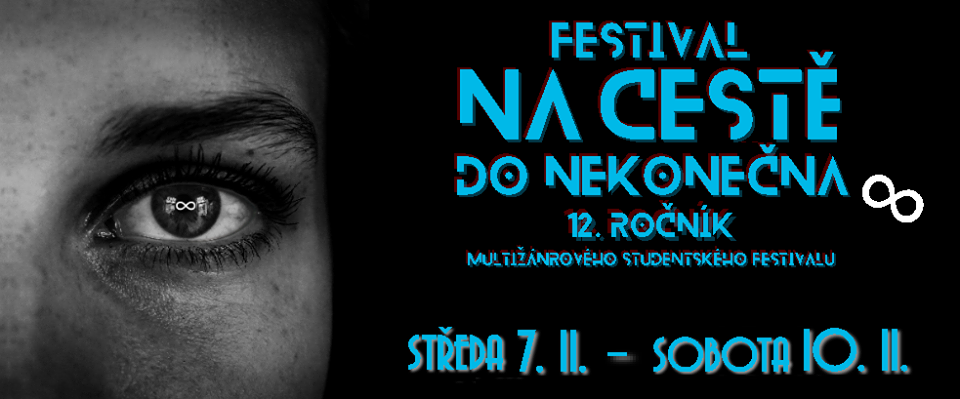 FESTIVAL
NA CESTĚ
DO NEKONEČNA
12. ROČNÍK
MULTIŽÁNROVÉHO STUDENTSKÉHO FESTIVALU
STŘEDA 7. 11. – SOBOTA 10. 11.